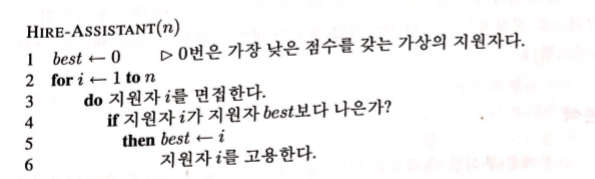 HIRE-ASSISTANT(n)
1 best ← 0 ▷ 0번은 가장 낮은 점수를 갖는 가상의 지원자다.
2 for i ← 1 to n
3 do 지원자 i를 면접한다.
4 if 지원자 i가 지원자 best보다 나은가?
5 then best ← i
6 지원자 i를 고용한다.